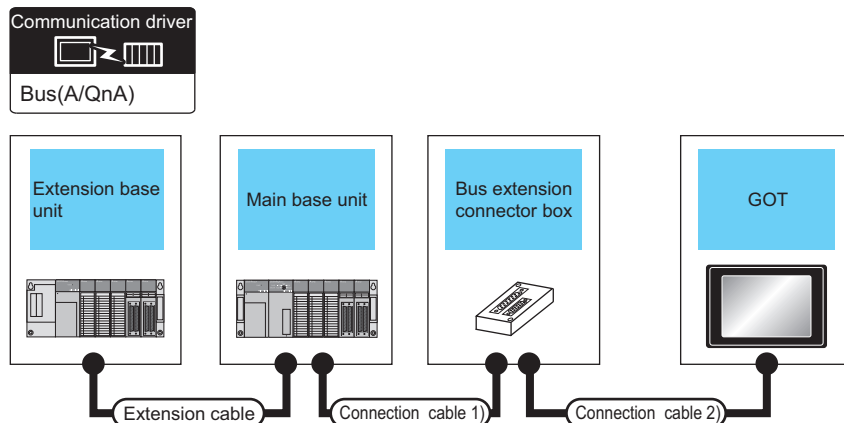 Communication driver
Bus(A/QnA)
Extension base
unit
Main base unit
Bus extension
connector box
GOT
Extension cable
Connection cable 1)
Connection cable 2)